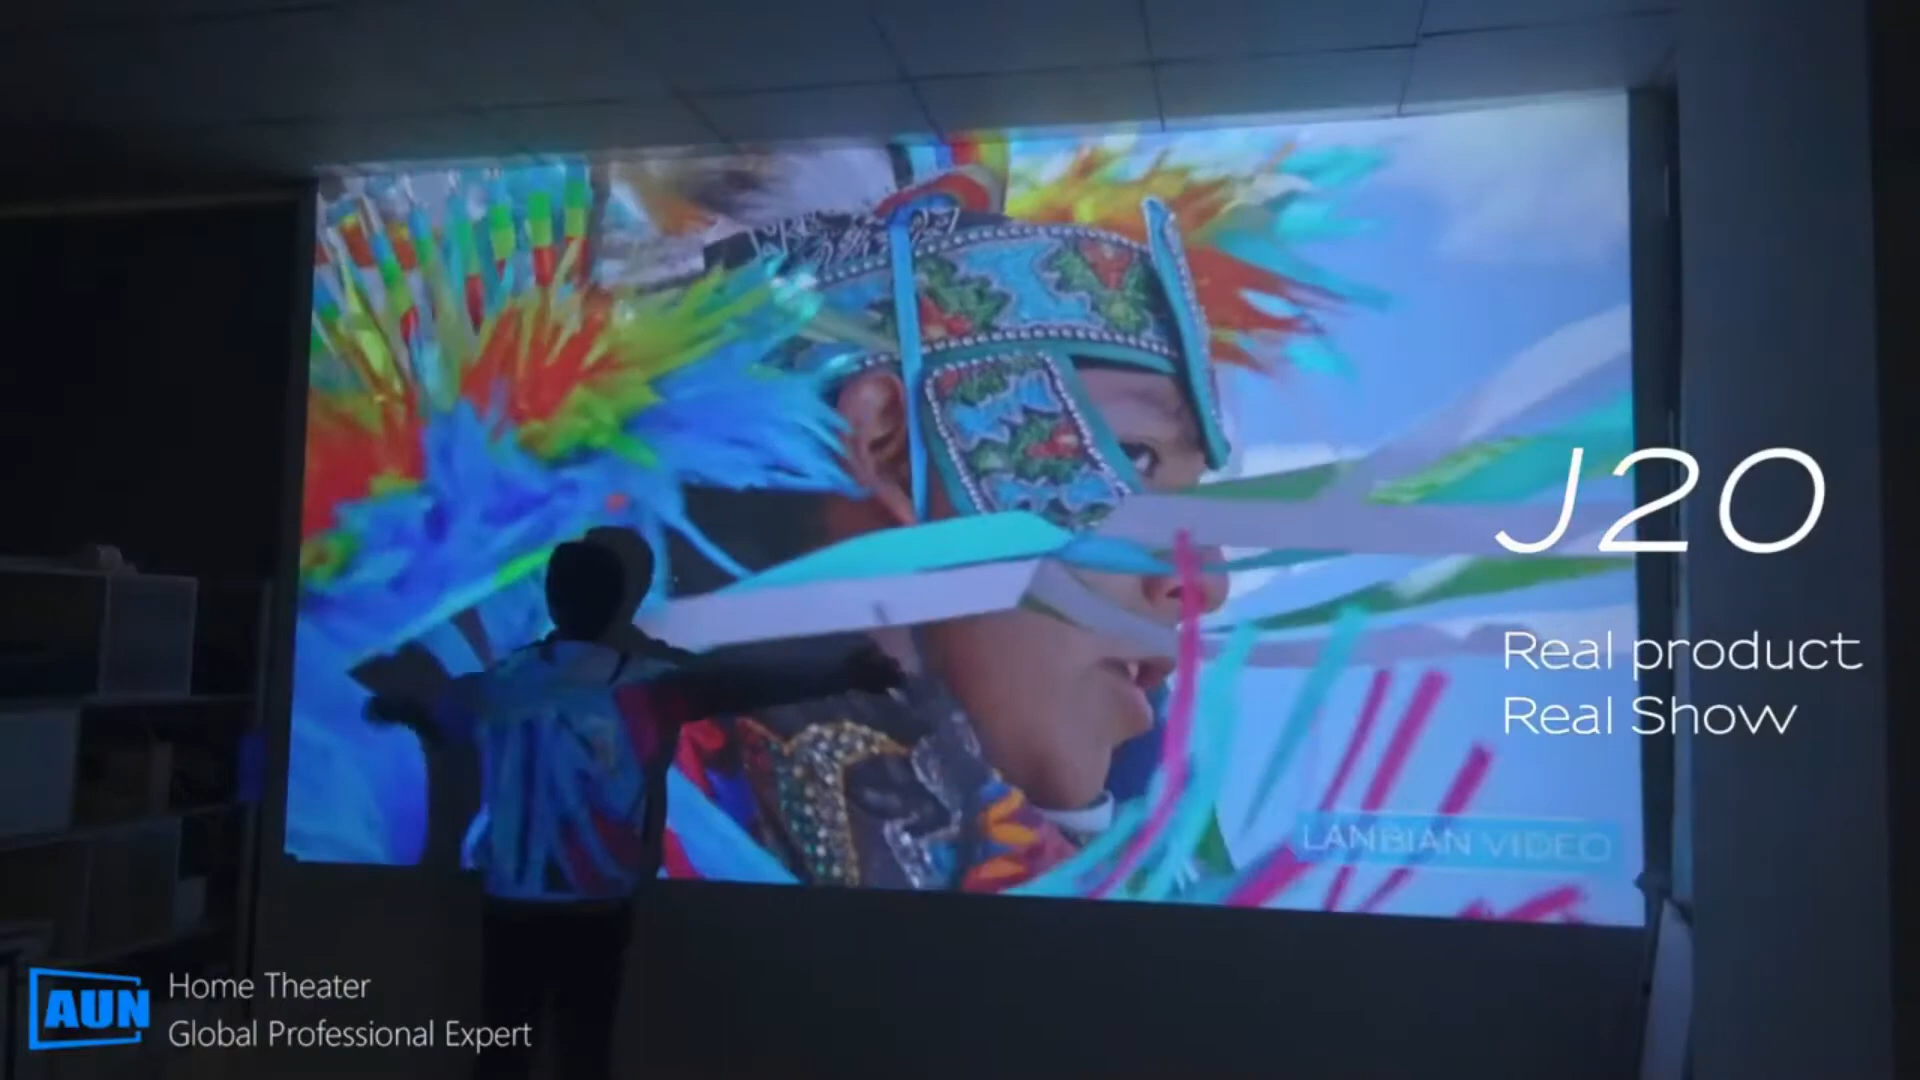 J20
Real product
Real Show
LANBIAN VIDEO
AUN
Home Theater
Global Professional Expert